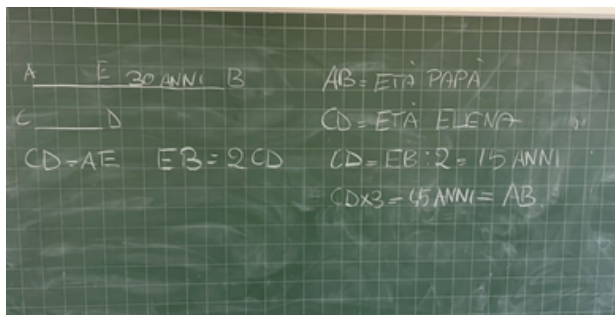 A E 30 ANNI B
C D
CD=AE EB=2CD
AB= ETÀ PAPÀ
CD= ETÀ ELENA
CD= EB:2= 15 ANNI
CDX3=45 ANNI= AB